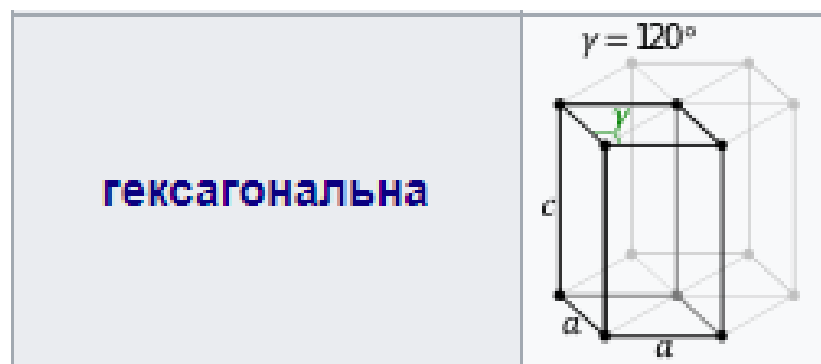 гексагональна
γ = 120°
γ
c
a
a